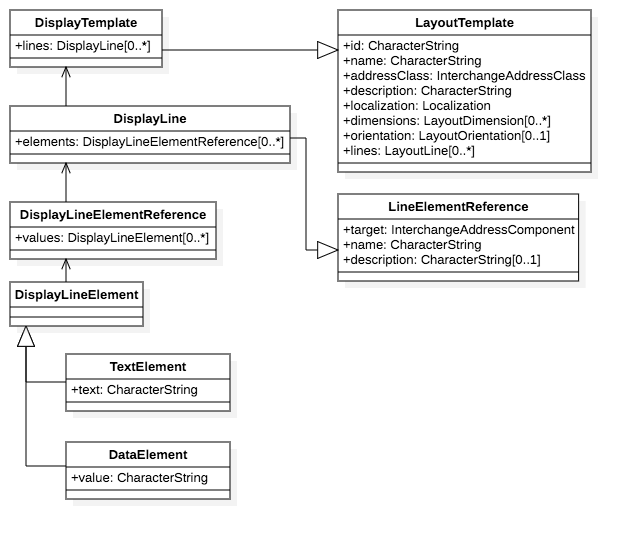 DisplayTemplate
+lines: DisplayLine[0..*]
LayoutTemplate
+id: CharacterString
+name: CharacterString
+addressClass: InterchangeAddressClass
+description: CharacterString
+localization: Localization
+dimensions: LayoutDimension[0..*]
+orientation: LayoutOrientation[0..1]
+lines: LayoutLine[0..*]
DisplayLine
+elements: DisplayLineElementReference[0..*]
LineElementReference
+target: InterchangeAddressComponent
+name: CharacterString
+description: CharacterString[0..1]
DisplayLineElementReference
+values: DisplayLineElement[0..*]
DisplayLineElement
TextElement
+text: CharacterString
DataElement
+value: CharacterString